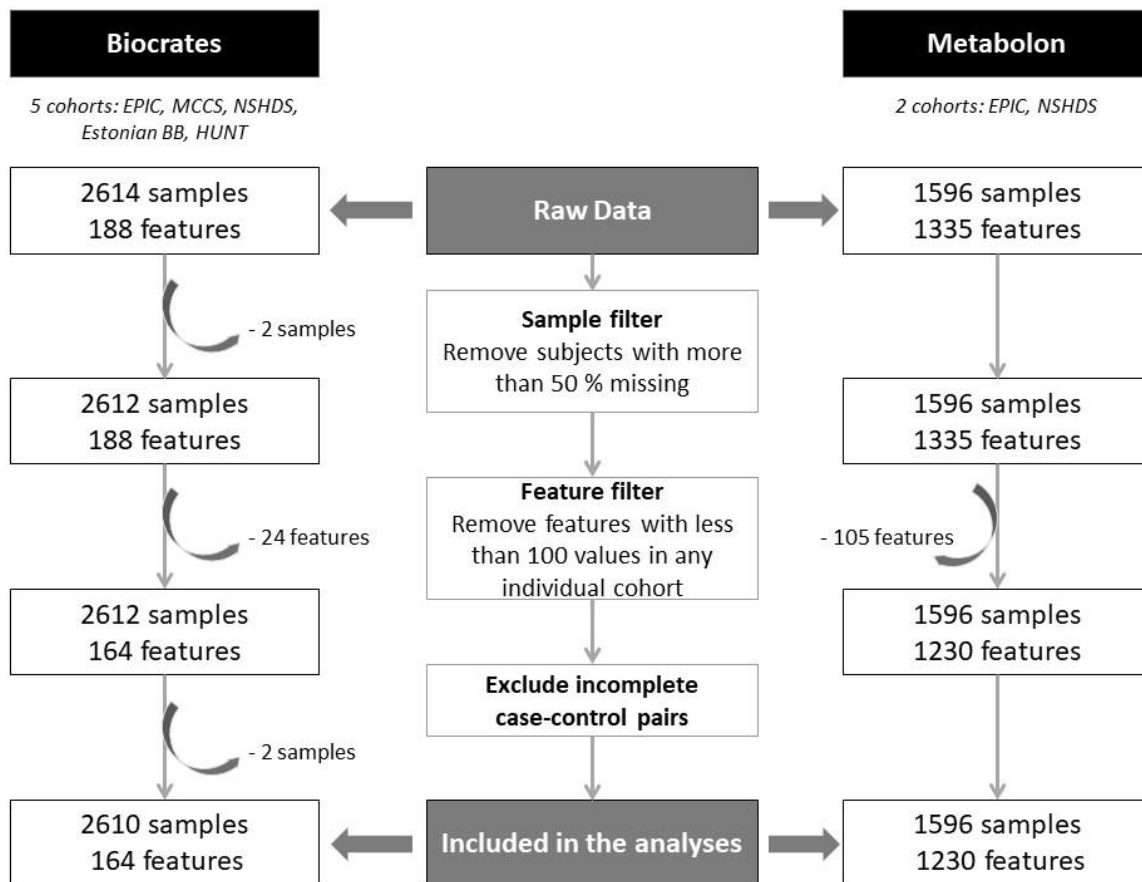 Biocrates
Metabolon
5 cohorts: EPIC, MCCS, NSHDS,
Estonian BB, HUNT
2 cohorts: EPIC, NSHDS
2614 samples
188 features
Raw Data
1596 samples
1335 features
- 2 samples
Sample filter
Remove subjects with more
than 50 % missing
2612 samples
188 features
1596 samples
1335 features
- 24 features
Feature filter
Remove features with less
than 100 values in any
individual cohort
- 105 features
2612 samples
164 features
1596 samples
1230 features
Exclude incomplete
case-control pairs
- 2 samples
2610 samples
164 features
Included in the analyses
1596 samples
1230 features